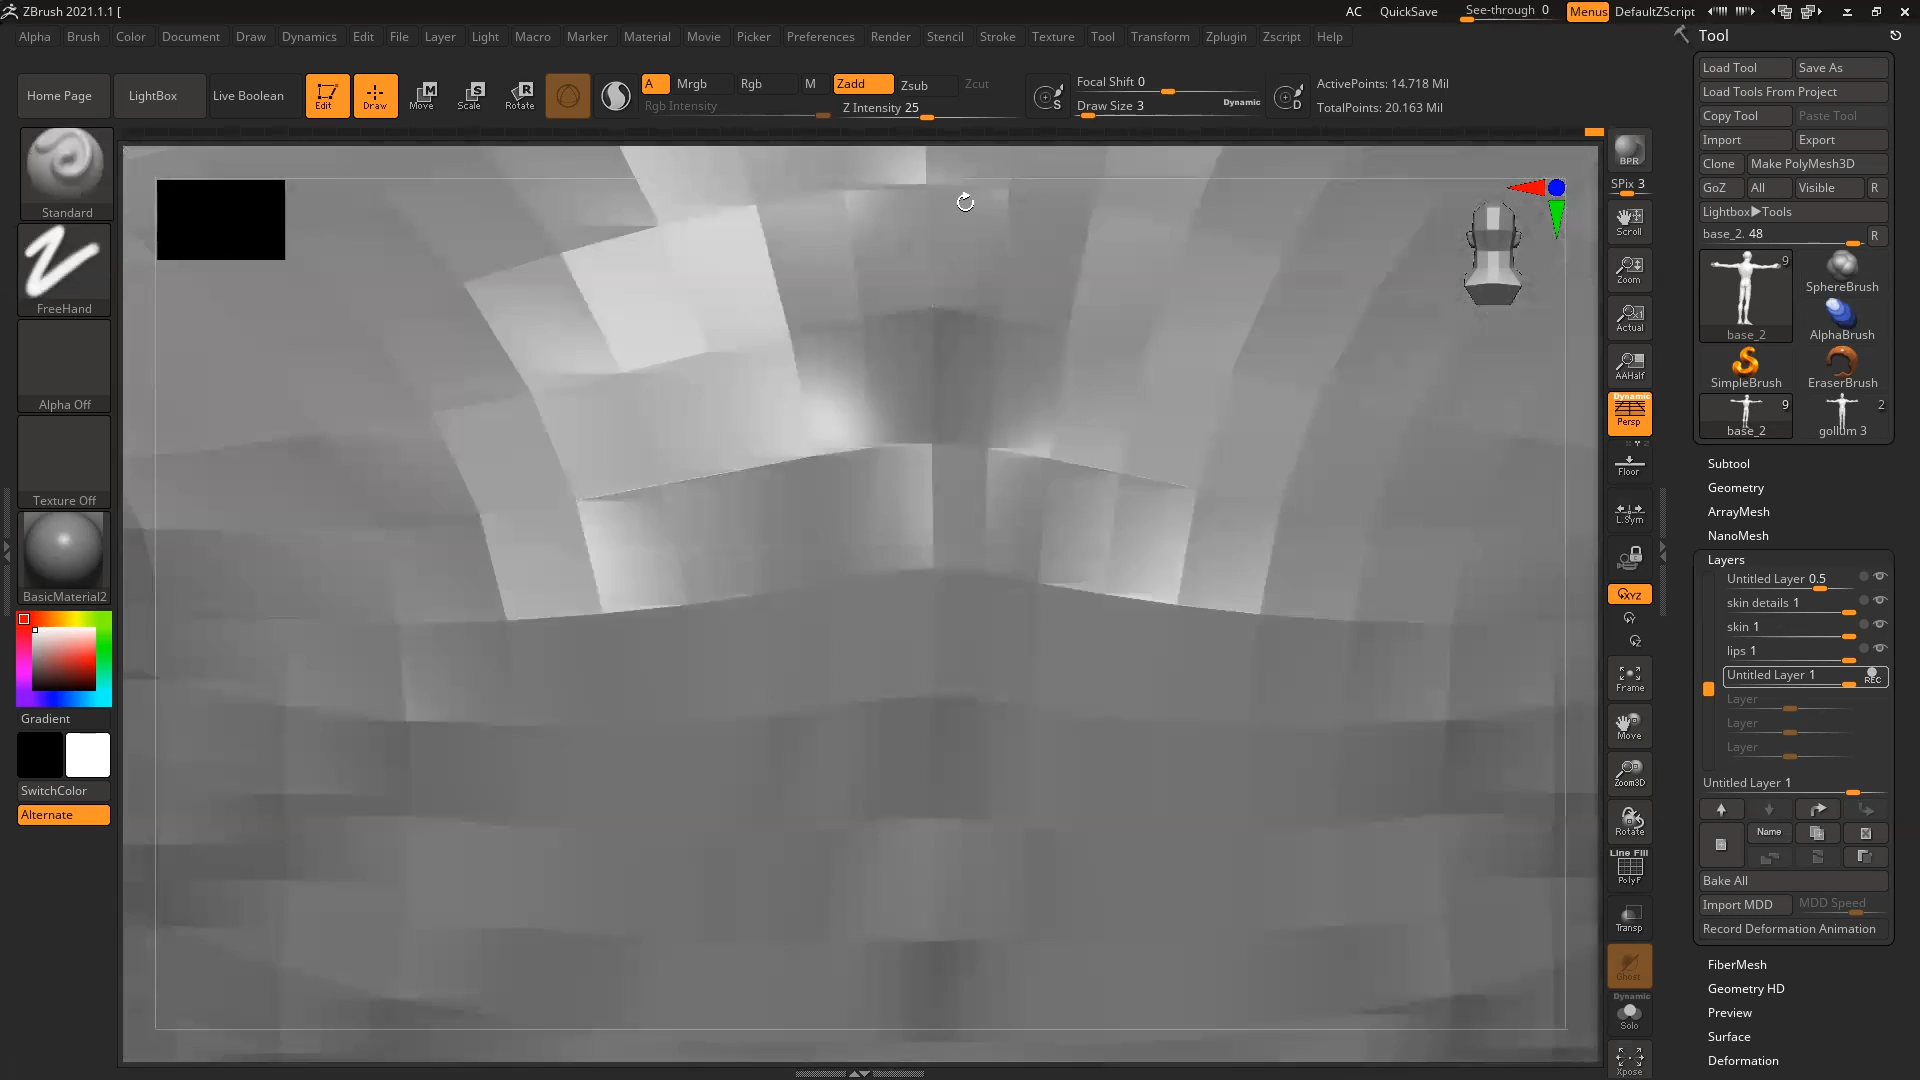 ZBrush 2021.1.1 [
AC
QuickSave
See-through 0
Menus
DefaultZScript
Alpha Brush Color Document Draw Dynamics Edit File Layer Light Macro Marker Material Movie Picker Preferences Render Stencil Stroke Texture Tool Transform Zplugin Zscript Help
Home Page
LightBox
Live Boolean
Edit
Draw
Move
Scale
Rotate
A
Mrgb
Rgb
M
Zadd
Zsub
Zcut
Rgb Intensity
Z Intensity 25
Focal Shift 0
Draw Size 3
Dynamic
ActivePoints: 14.718 Mil
TotalPoints: 20.163 Mil
Standard
FreeHand
Alpha Off
Texture Off
BasicMaterial2
Gradient
SwitchColor
Alternate
BPR
SPix 3
Scroll
Zoom
Actual
AAHalf
Dynamic
Persp
Floor
L.Sym
XYZ
Y
Z
Frame
Move
Zoom3D
Rotate
Line Fill
PolyF
Transp
Ghost
Dynamic
Solo
Xpose
Tool
Load Tool
Save As
Load Tools From Project
Copy Tool
Paste Tool
Import
Export
Clone
Make PolyMesh3D
GoZ
All
Visible
R
Lightbox▶Tools
base_2. 48
R
9
base_2
SphereBrush
AlphaBrush
SimpleBrush
EraserBrush
9
base_2
2
gollum 3
Subtool
Geometry
ArrayMesh
NanoMesh
Layers
Untitled Layer 0.5
skin details 1
skin 1
lips 1
Untitled Layer 1
REC
Layer
Layer
Layer
Untitled Layer 1
Name
Bake All
Import MDD
MDD Speed
Record Deformation Animation
FiberMesh
Geometry HD
Preview
Surface
Deformation